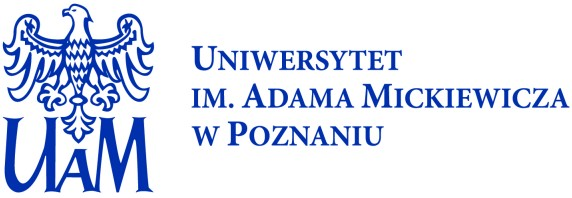 UAM
UNIWERSYTET
IM. ADAMA MICKIEWICZA
W POZNANIU